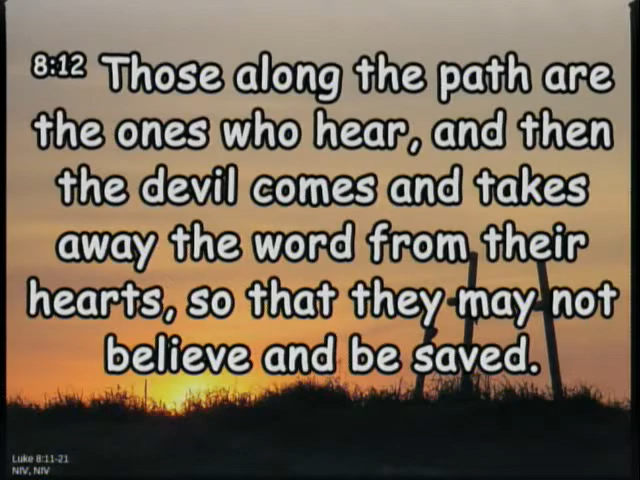 8:12 Those along the path are
the ones who hear, and then
the devil comes and takes
away the word from their
hearts, so that they may not
believe and be saved.
Luke 8:11-21
NIV, NIV